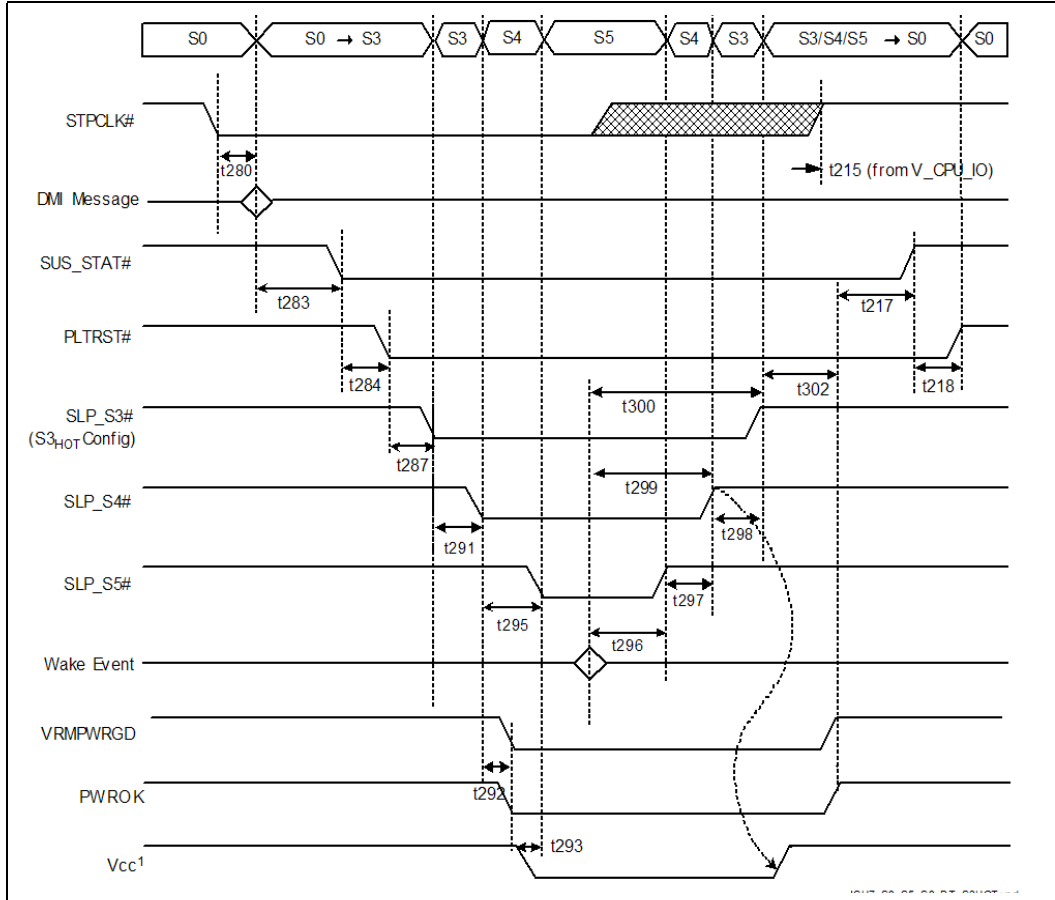 S0 S0 → S3 S3 S4 S5 S4 S3 S3/S4/S5 → S0 S0
STPCLK#
t280
t215 (from V_CPU_IO)
DMI Message
SUS_STAT#
t283
t217
PLTRST#
t284
t302
t218
t300
SLP_S3#
(S3HOT Config)
t287
t299
SLP_S4#
t291
t298
SLP_S5#
t295
t297
t296
Wake Event
VRMPWRGD
t292
PWROK
t293
Vcc1